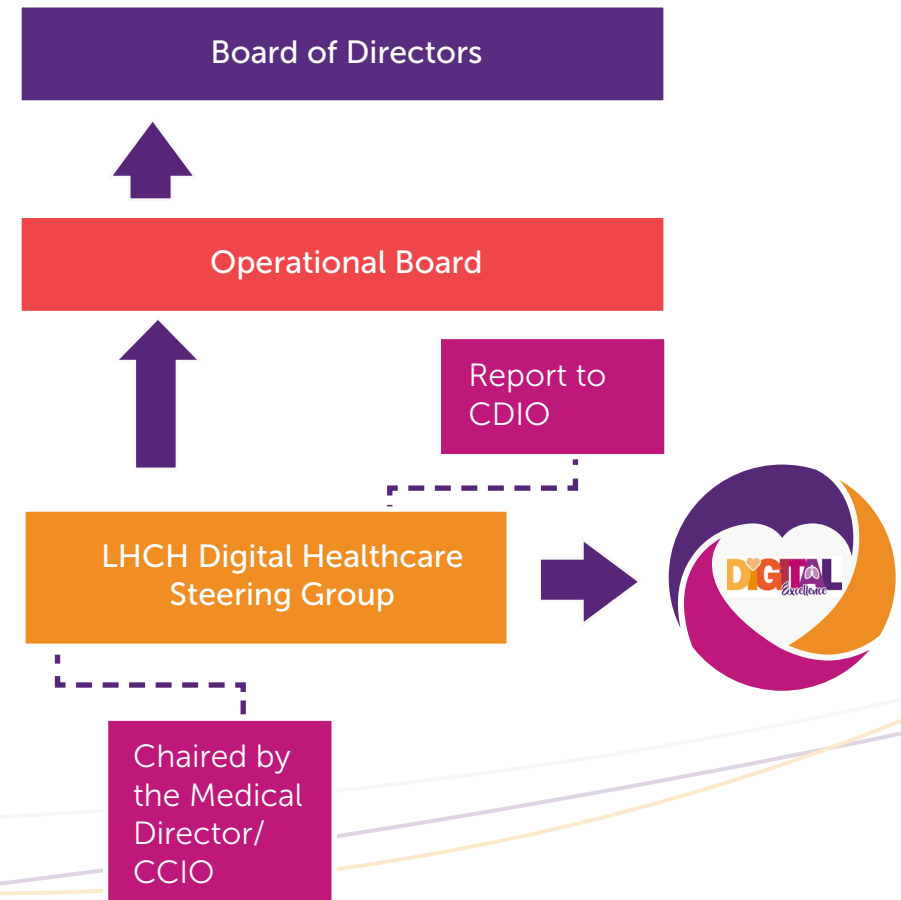 Board of Directors
Operational Board
Report to
CDIO
LHCH Digital Healthcare
Steering Group
DIGITAL
Excellence
Chaired by
the Medical
Director/
CCIO